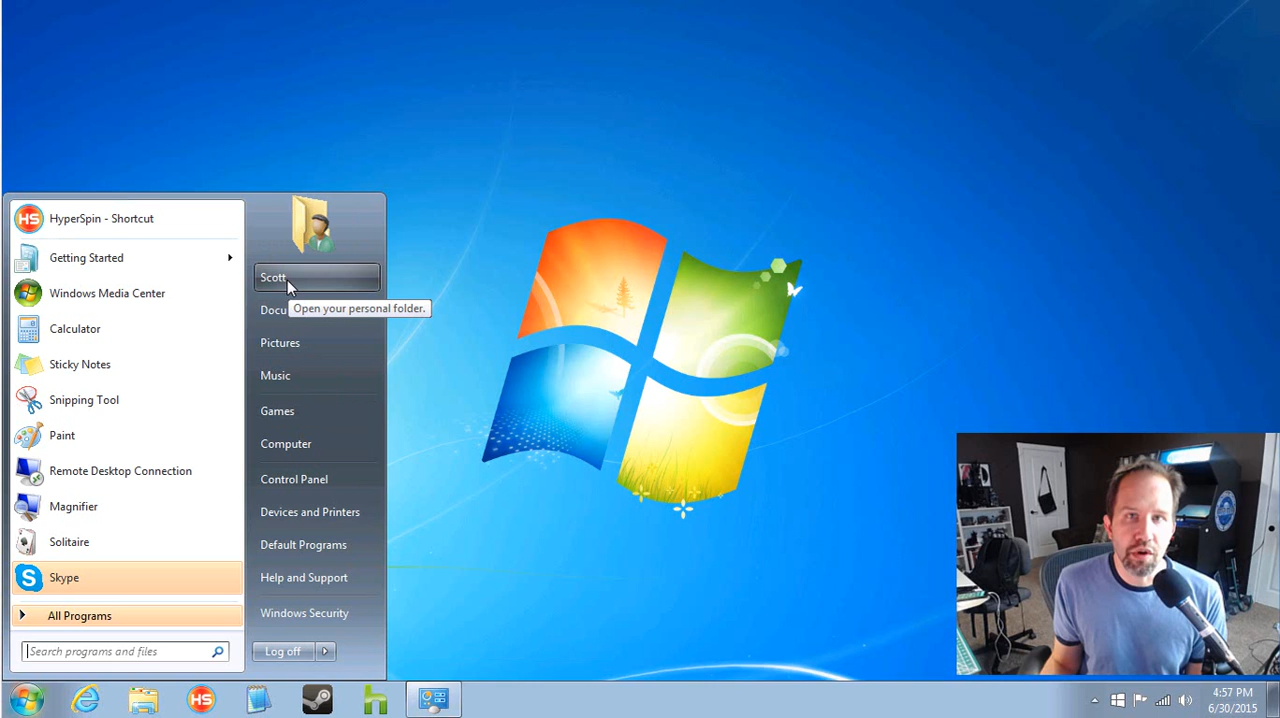 HS HyperSpin - Shortcut
Getting Started
Windows Media Center
Calculator
Sticky Notes
Snipping Tool
Paint
Remote Desktop Connection
Magnifier
Solitaire
S Skype
All Programs
Search programs and files
Scott
Docu
Open your personal folder.
Pictures
Music
Games
Computer
Control Panel
Devices and Printers
Default Programs
Help and Support
Windows Security
Log off
HS
h
4:57 PM
6/30/2015